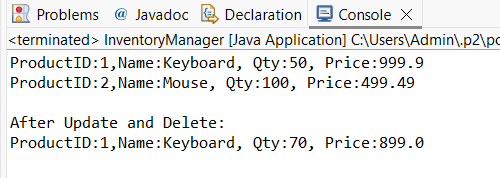 Problems @ Javadoc Declaration Console
<terminated> InventoryManager [Java Application] C:\Users\Admin\.p2\po
ProductID:1,Name:Keyboard, Qty:50, Price:999.9
ProductID:2,Name:Mouse, Qty:100, Price:499.49
After Update and Delete:
ProductID:1,Name:Keyboard, Qty:70, Price:899.0